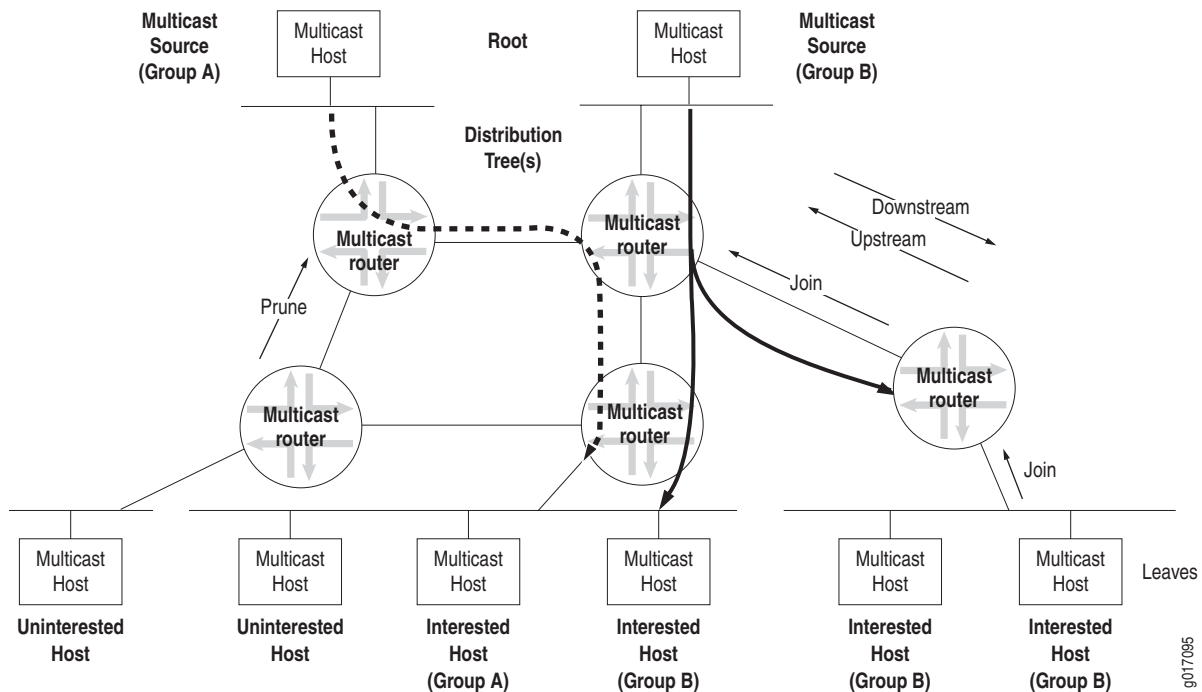 Multicast
Source
(Group A)
Multicast
Host
Root
Multicast
Host
Multicast
Source
(Group B)
Distribution
Tree(s)
Downstream
Upstream
Multicast
router
Multicast
router
Join
Prune
Multicast
router
Multicast
router
Multicast
router
Join
Multicast
Host
Multicast
Host
Multicast
Host
Multicast
Host
Multicast
Host
Multicast
Host
Leaves
Uninterested
Host
Uninterested
Host
Interested
Host
(Group A)
Interested
Host
(Group B)
Interested
Host
(Group B)
Interested
Host
(Group B)
g017095